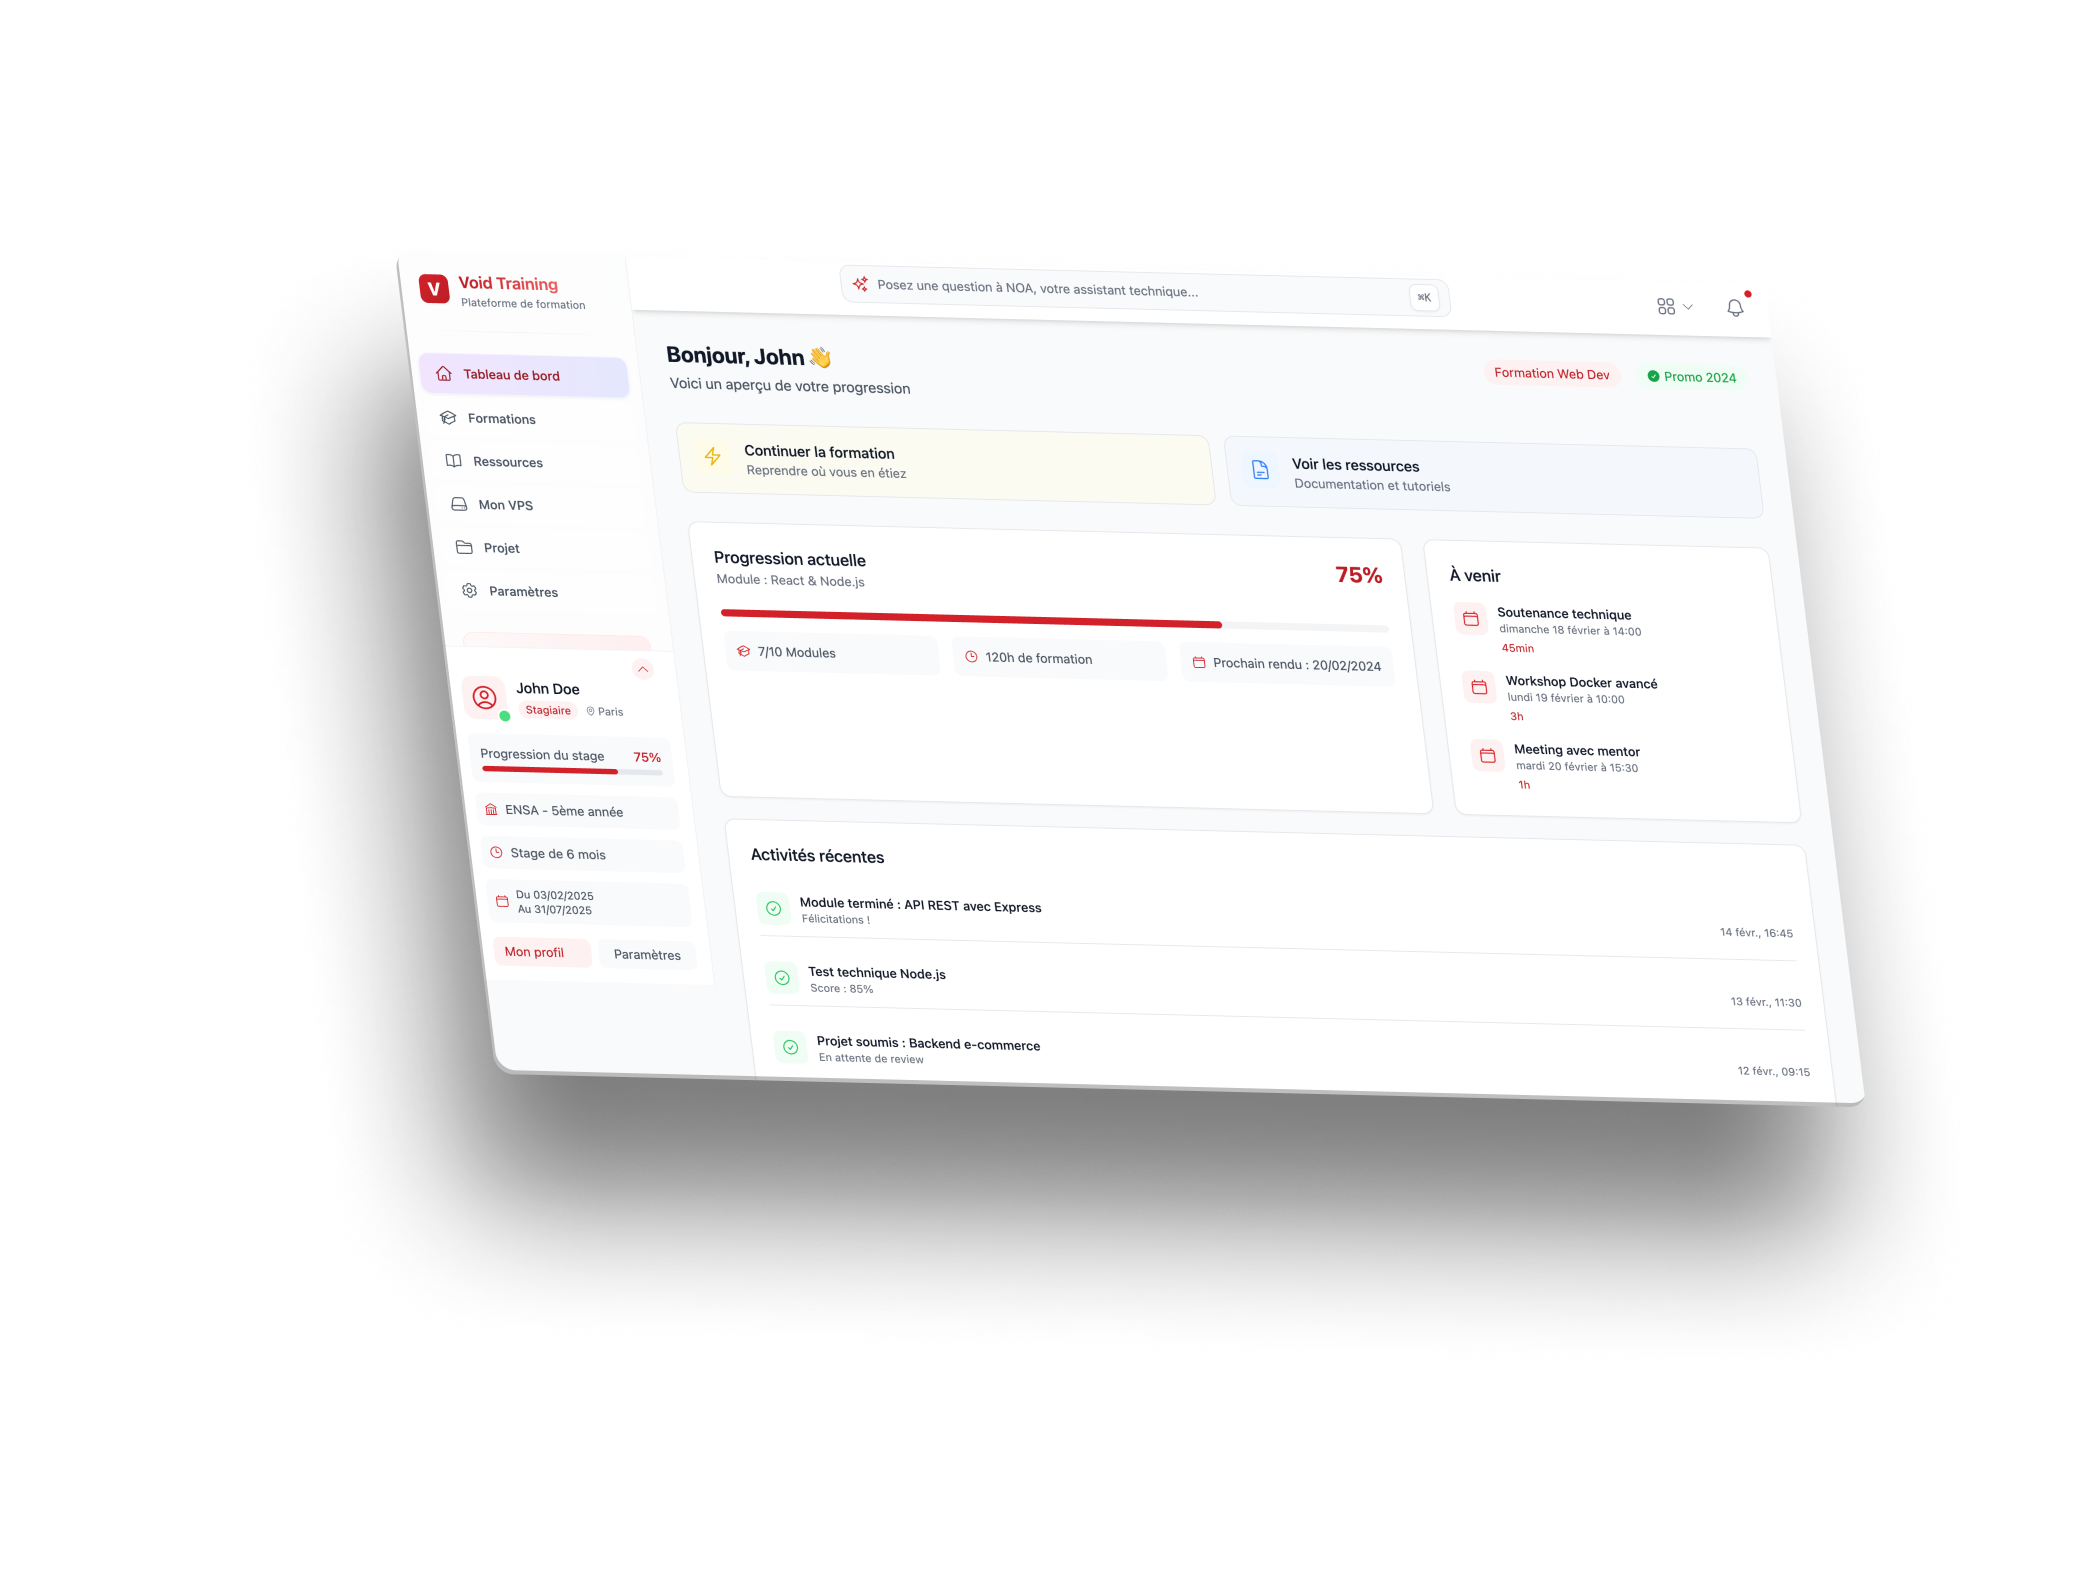 V
Void Training
Plateforme de formation
Tableau de bord
Formations
Ressources
Mon VPS
Projet
Paramètres
John Doe
Stagiaire
Paris
Progression du stage
75%
ENSA - 5ème année
Stage de 6 mois
Du 03/02/2025
Au 31/07/2025
Mon profil
Paramètres
Posez une question à NOA, votre assistant technique...
⌘K
Bonjour, John 👋
Voici un aperçu de votre progression
Formation Web Dev
Promo 2024
Continuer la formation
Reprendre où vous en étiez
Voir les ressources
Documentation et tutoriels
Progression actuelle
Module : React & Node.js
75%
7/10 Modules
120h de formation
Prochain rendu : 20/02/2024
À venir
Soutenance technique
dimanche 18 février à 14:00
45min
Workshop Docker avancé
lundi 19 février à 10:00
3h
Meeting avec mentor
mardi 20 février à 15:30
1h
Activités récentes
Module terminé : API REST avec Express
Félicitations !
14 févr., 16:45
Test technique Node.js
Score : 85%
13 févr., 11:30
Projet soumis : Backend e-commerce
En attente de review
12 févr., 09:15